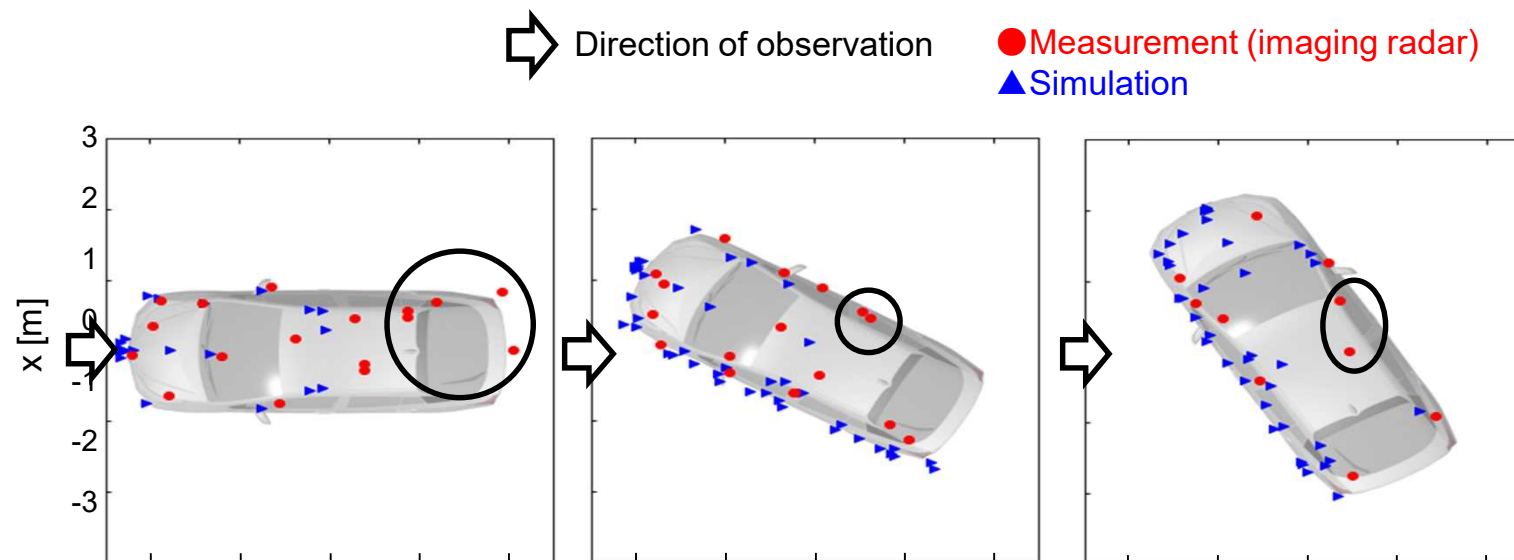 Direction of observation
Measurement (imaging radar)
Simulation
3
2
1
0
-1
-2
-3
x [m]